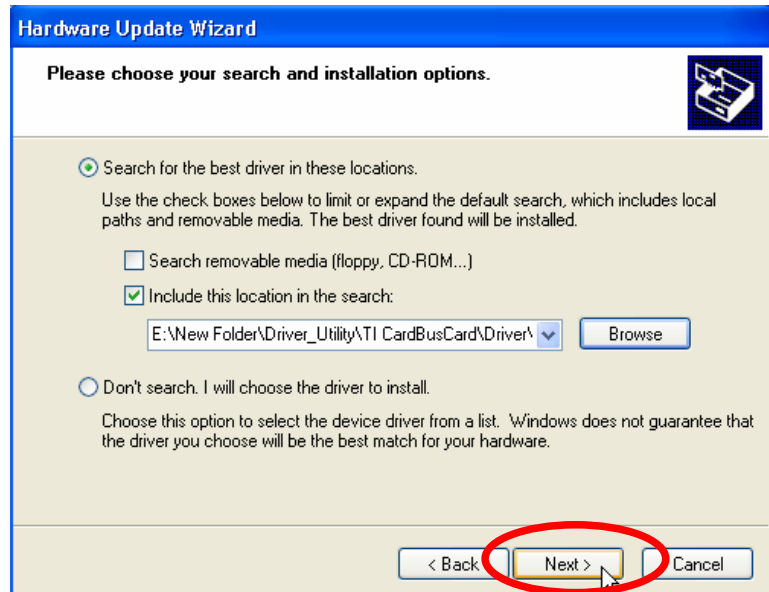 Hardware Update Wizard
Please choose your search and installation options.
Search for the best driver in these locations.
Use the check boxes below to limit or expand the default search, which includes local
paths and removable media. The best driver found will be installed.
Search removable media (floppy, CD-ROM...)
Include this location in the search:
E:\New Folder\Driver_Utility\TI CardBusCard\Driver\
Browse
Don't search. I will choose the driver to install.
Choose this option to select the device driver from a list. Windows does not guarantee that
the driver you choose will be the best match for your hardware.
< Back Next > Cancel